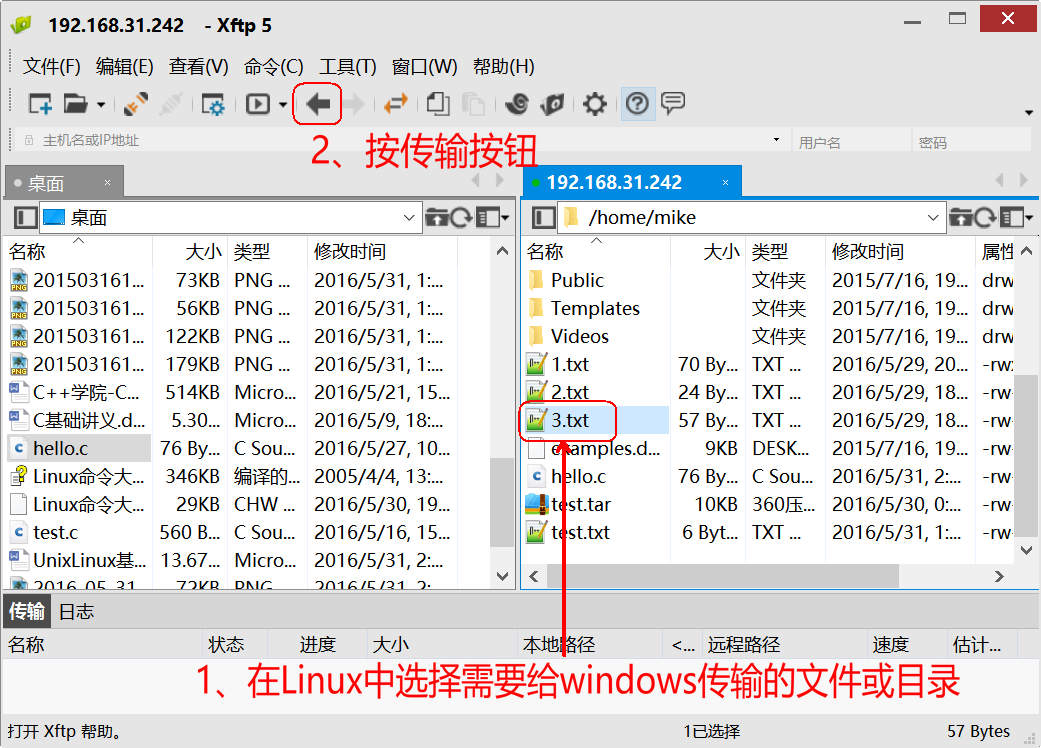 192.168.31.242 - Xftp 5
文件(F) 编辑(E) 查看(V) 命令(C) 工具(T) 窗口(W) 帮助(H)
主机名或IP地址 用户名 密码
2、按传输按钮
桌面 × 192.168.31.242 ×
桌面 /home/mike
名称 大小 类型 修改时间 名称 大小 类型 修改时间 属性
201503161... 73KB PNG ... 2016/5/31, 1:... Public 文件夹 2015/7/16, 19... drw
201503161... 56KB PNG ... 2016/5/31, 1:... Templates 文件夹 2015/7/16, 19... drw
201503161... 122KB PNG ... 2016/5/31, 1:... Videos 文件夹 2015/7/16, 19... drw
201503161... 179KB PNG ... 2016/5/31, 1:... 1.txt 70 By... TXT ... 2016/5/29, 20... -rwx
C++学院-C... 514KB Micro... 2016/5/21, 15... 2.txt 24 By... TXT ... 2016/5/29, 18... -rw-
C基础讲义.d... 5.30... Micro... 2016/5/9, 18:... 3.txt 57 By... TXT ... 2016/5/29, 18... -rw-
hello.c 76 By... C Sou... 2016/5/27, 10... examples.d... 9KB DESK... 2015/7/16, 19... -rw-
Linux命令大... 346KB 编译的... 2005/4/4, 13:... hello.c 76 By... C Sou... 2016/5/31, 2:... -rw-
Linux命令大... 29KB CHW ... 2016/5/30, 19... test.tar 10KB 360压... 2016/5/30, 0:... -rw-
test.c 560 B... C Sou... 2016/5/16, 15... test.txt 6 Byt... TXT ... 2016/5/31, 1:... -rw-
UnixLinux基... 13.67... Micro... 2016/5/31, 2:...
2016-05-31... 72KB PNG ... 2016/5/31, 2:...
传输 日志
名称 状态 进度 大小 本地路径 <... 远程路径 速度 估计...
1、在Linux中选择需要给windows传输的文件或目录
打开 Xftp 帮助。 1已选择 57 Bytes